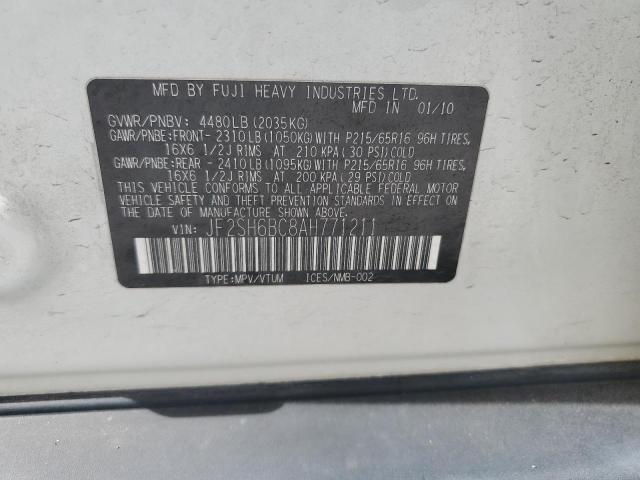 MFD BY FUJI HEAVY INDUSTRIES LTD.
MFD IN 01/10
GVWR/PNBV: 4480LB (2035KG)
GAWR/PNBE:FRONT- 2310LB (1050KG) WITH P215/65R16 96H TIRES,
16X6 1/2J RIMS AT 210 KPA (30 PSI) COLD
GAWR/PNBE:REAR - 2410LB (1095KG) WITH P215/65R16 96H TIRES,
16X6 1/2J RIMS AT 200 KPA (29 PSI) COLD
THIS VEHICLE CONFORMS TO ALL APPLICABLE FEDERAL MOTOR
VEHICLE SAFETY AND THEFT PREVENTION STANDARDS IN EFFECT
ON THE DATE OF MANUFACTURE SHOWN ABOVE.
VIN: JF2SH6BC8AH771211
TYPE:MPV/VTUM ICES/NMB-002